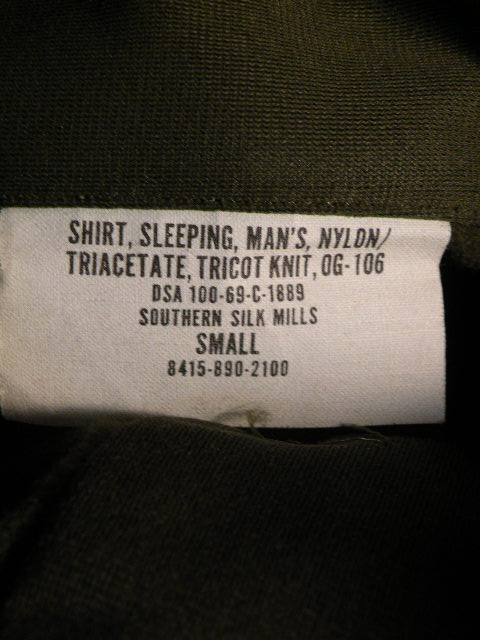 SHIRT, SLEEPING, MAN'S, NYLON/
TRIACETATE, TRICOT KNIT, OG-106
DSA 100-69-C-1889
SOUTHERN SILK MILLS
SMALL
8415-890-2100